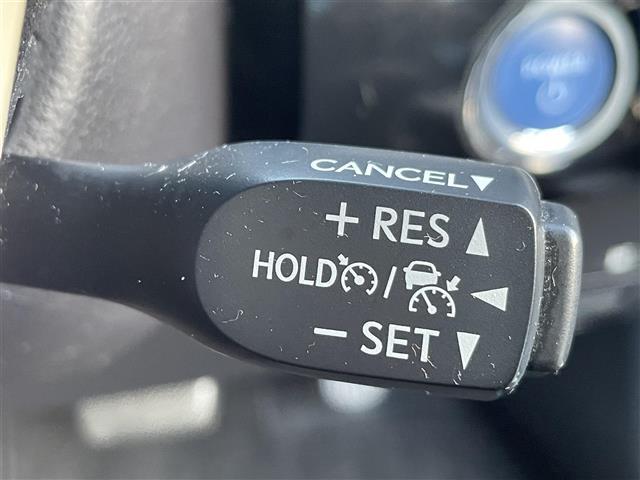 CANCEL▼
+ RES ▲
HOLD / ◀
− SET ▼